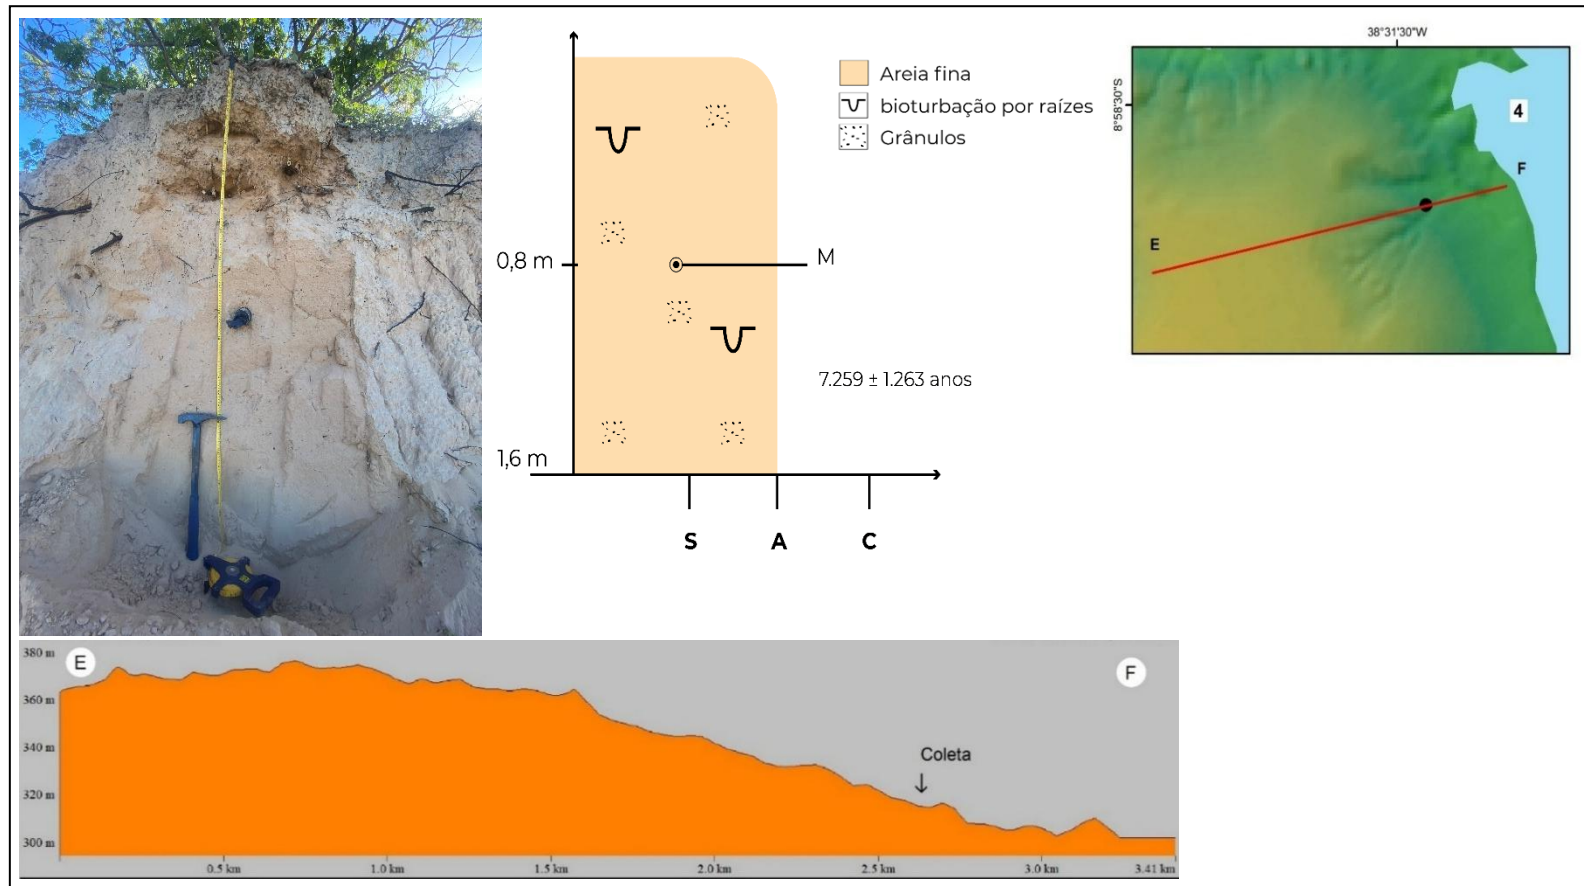 Areia fina
bioturbação por raízes
Grânulos
0,8 m
M
7.259 ± 1.263 anos
1,6 m
S A C
38°31'30"W
8°58'30"S
4
F
E
380 m
E
F
360 m
340 m
Coleta
320 m
300 m
0.5 km 1.0 km 1.5 km 2.0 km 2.5 km 3.0 km 3.41 km